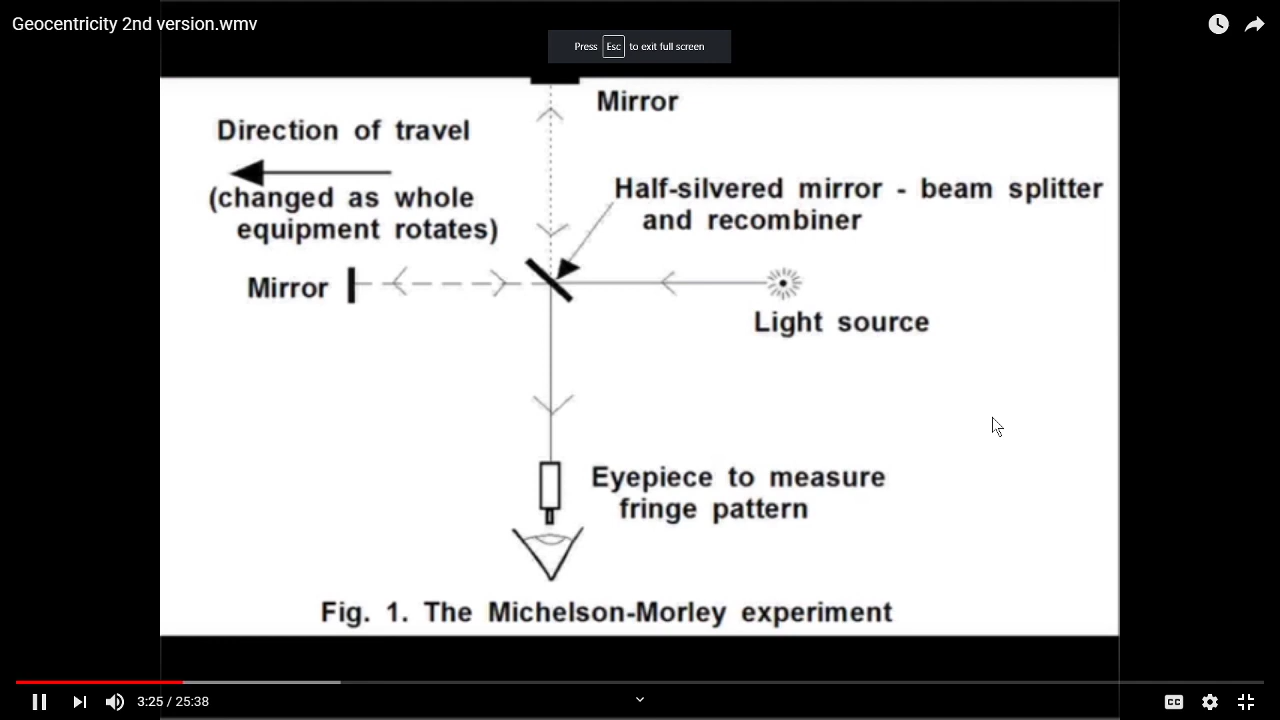 Geocentricity 2nd version.wmv
Press Esc to exit full screen
Mirror
Direction of travel
(changed as whole
equipment rotates)
Half-silvered mirror - beam splitter
and recombiner
Mirror
Light source
Eyepiece to measure
fringe pattern
Fig. 1. The Michelson-Morley experiment
3:25 / 25:38
CC